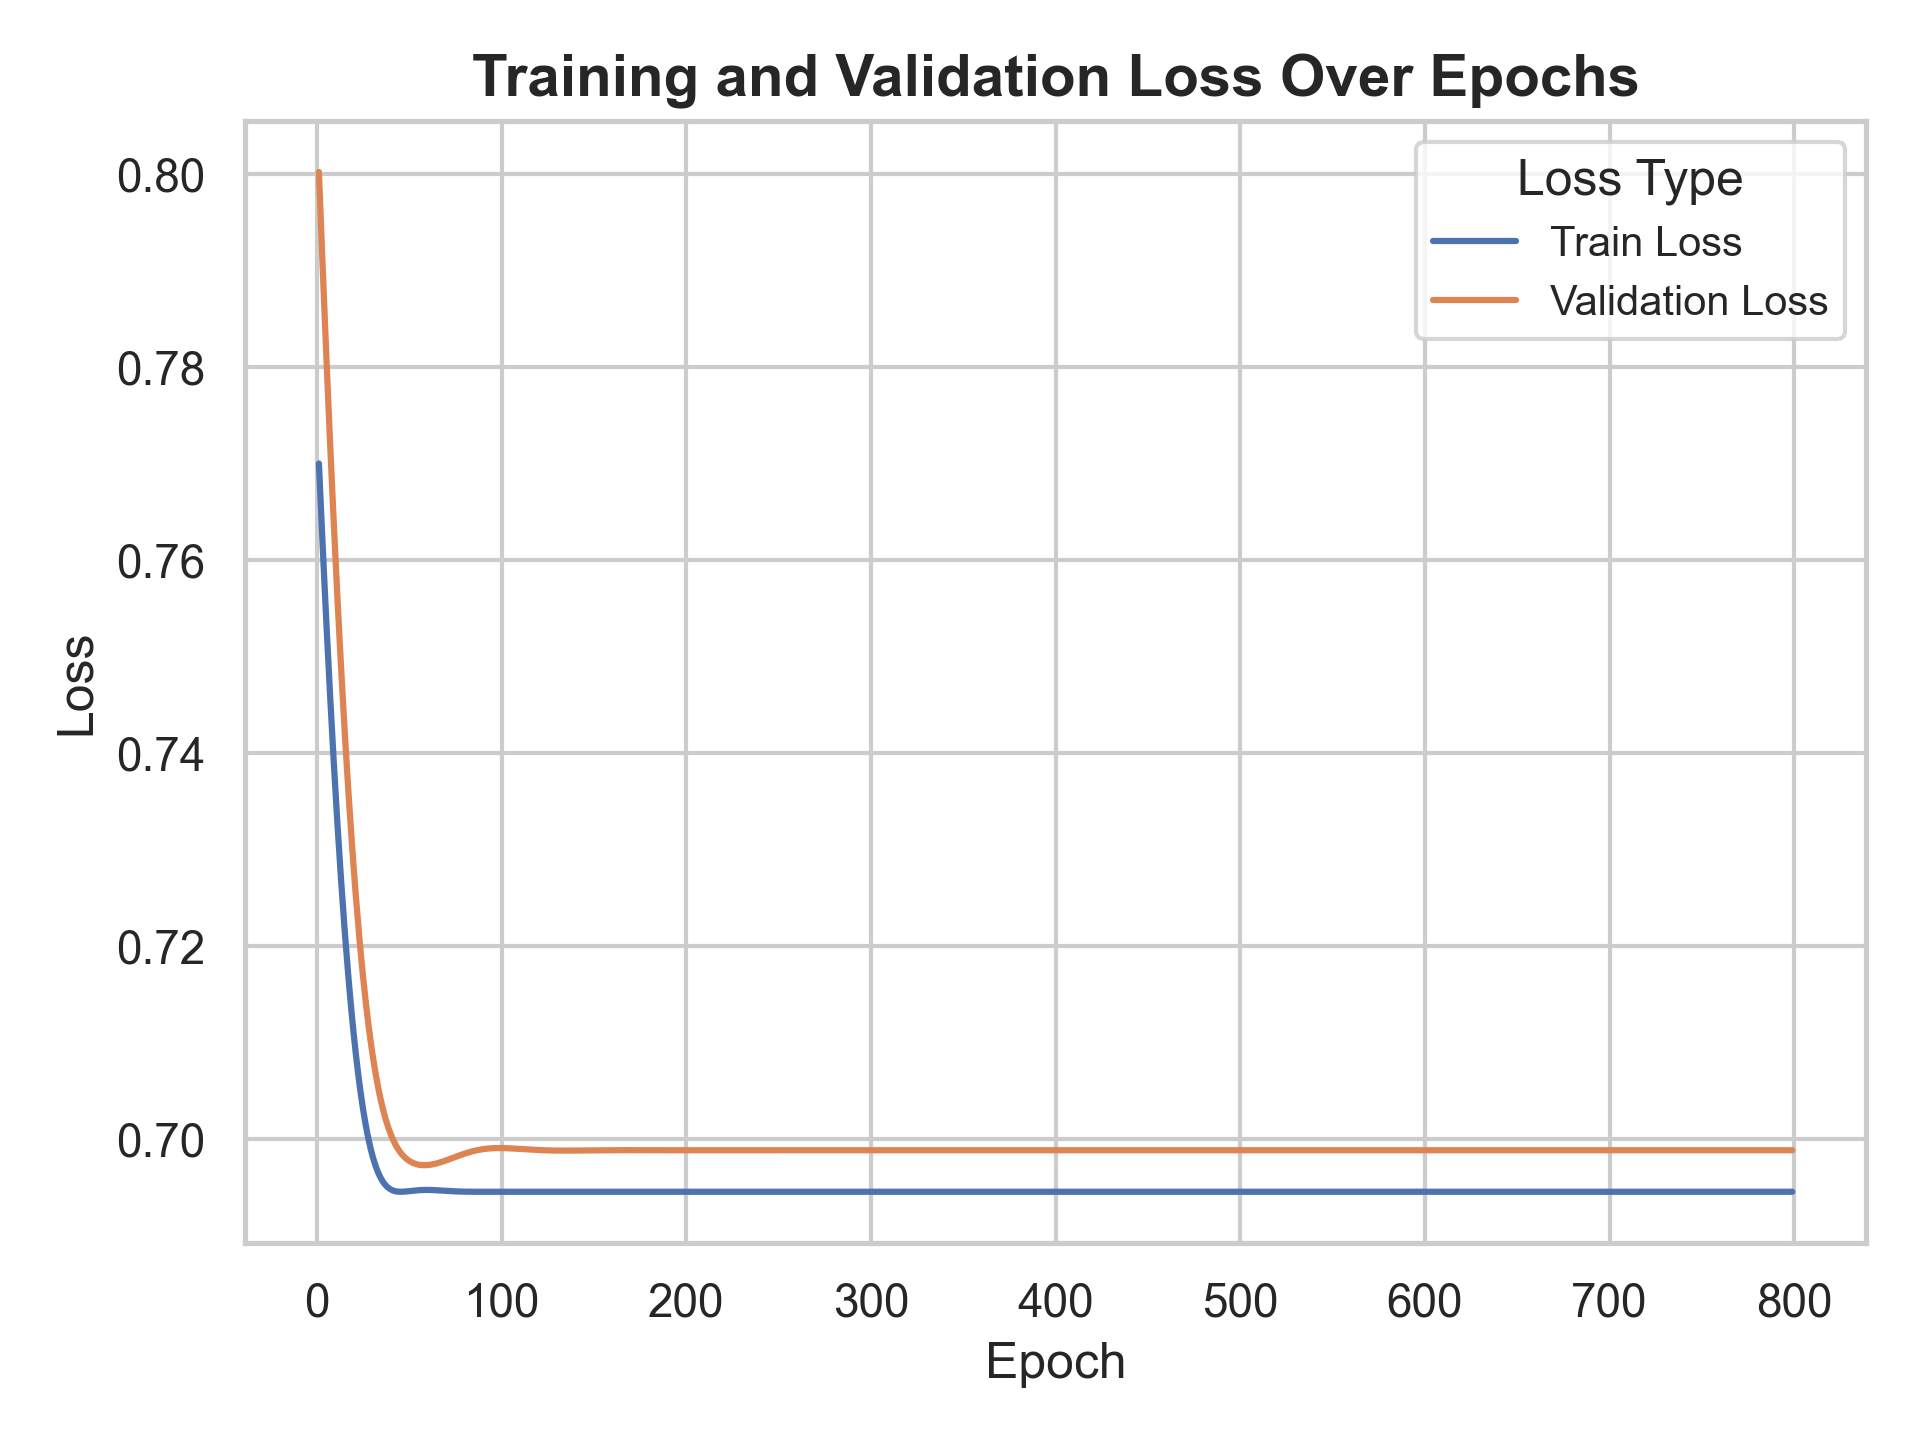 Training and Validation Loss Over Epochs
Loss Type
Train Loss
Validation Loss
0.80
0.78
0.76
0.74
0.72
0.70
Loss
0 100 200 300 400 500 600 700 800
Epoch